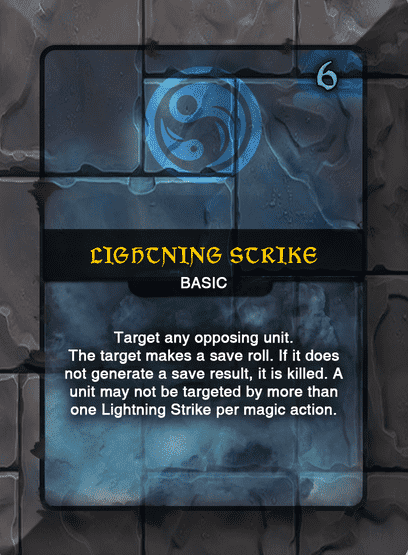 6
LIGHTNING STRIKE
BASIC
Target any opposing unit.
The target makes a save roll. If it does
not generate a save result, it is killed. A
unit may not be targeted by more than
one Lightning Strike per magic action.